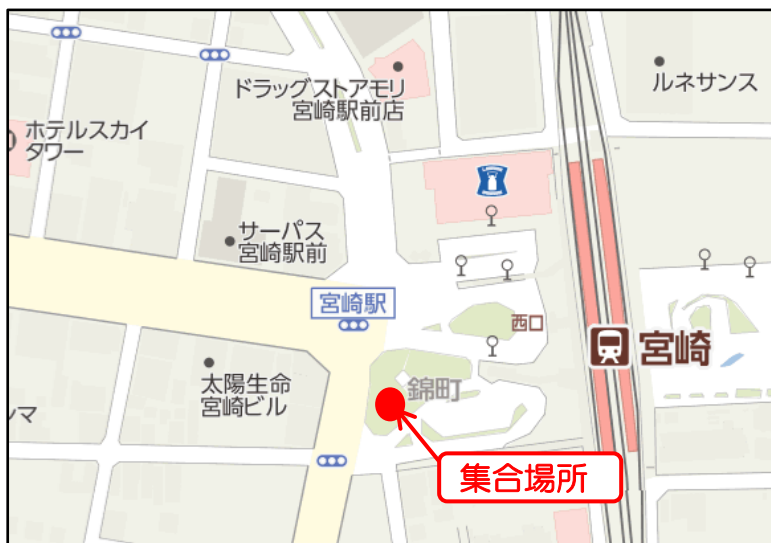 ドラッグストアモリ
宮崎駅前店
ルネサンス
ホテルスカイ
タワー
サーパス
宮崎駅前
宮崎駅
西口
宮崎
太陽生命
宮崎ビル
錦町
ンマ
集合場所